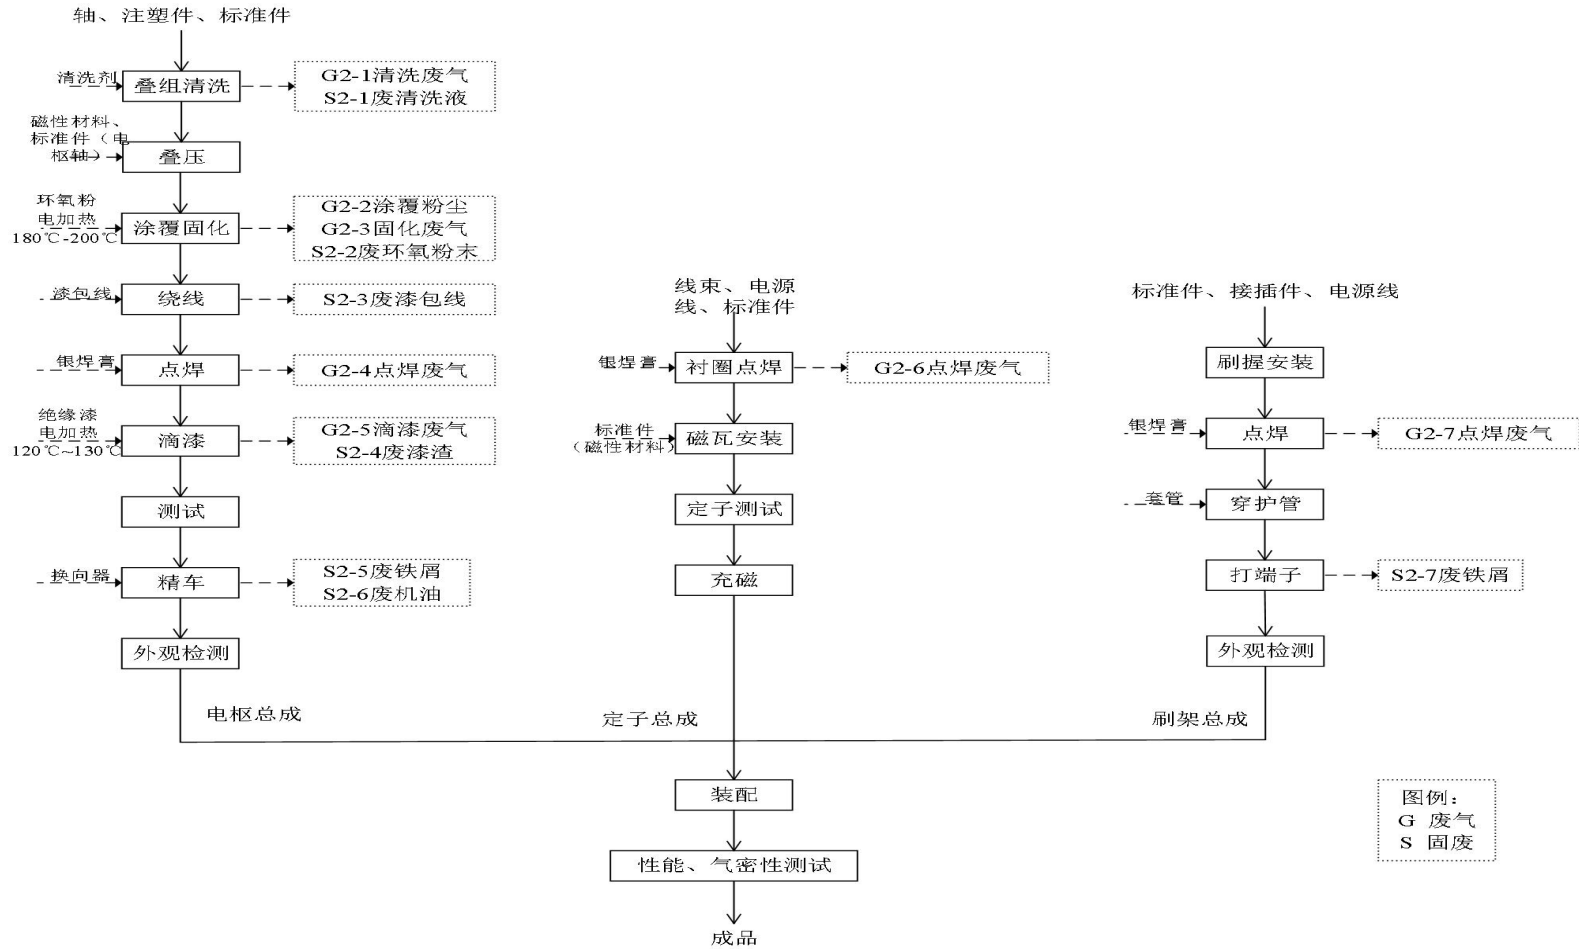 轴、注塑件、标准件
清洗剂
叠组清洗
G2-1清洗废气
S2-1废清洗液
磁性材料、
标准件（电
枢轴）
叠压
环氧粉
电加热
180℃-200℃
涂覆固化
G2-2涂覆粉尘
G2-3固化废气
S2-2废环氧粉末
漆包线
绕线
S2-3废漆包线
银焊膏
点焊
G2-4点焊废气
绝缘漆
电加热
120℃~130℃
滴漆
G2-5滴漆废气
S2-4废漆渣
测试
换向器
精车
S2-5废铁屑
S2-6废机油
外观检测
电枢总成
线束、电源
线、标准件
银焊膏
衬圈点焊
G2-6点焊废气
标准件
（磁性材料）
磁瓦安装
定子测试
充磁
定子总成
标准件、接插件、电源线
刷握安装
银焊膏
点焊
G2-7点焊废气
套管
穿护管
打端子
S2-7废铁屑
外观检测
刷架总成
装配
性能、气密性测试
成品
图例：
G 废气
S 固废